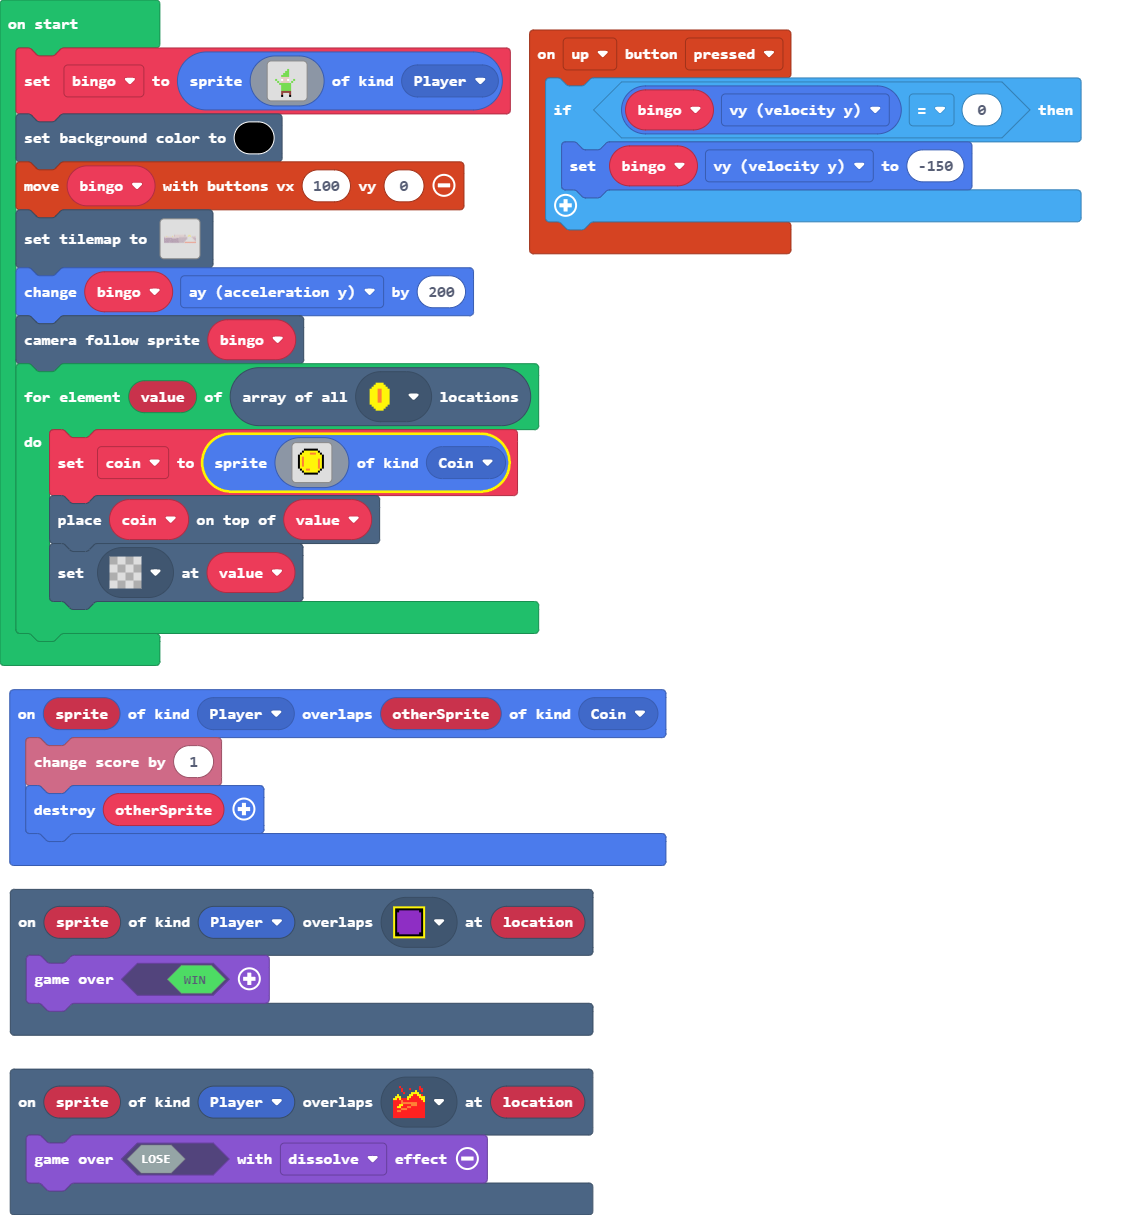 on start
set bingo to sprite of kind Player
set background color to
move bingo with buttons vx 100 vy 0
set tilemap to
change bingo ay (acceleration y) by 200
camera follow sprite bingo
for element value of array of all locations
do
set coin to sprite of kind Coin
place coin on top of value
set at value
on up button pressed
if bingo vy (velocity y) = 0 then
set bingo vy (velocity y) to -150
on sprite of kind Player overlaps otherSprite of kind Coin
change score by 1
destroy otherSprite
on sprite of kind Player overlaps at location
game over WIN
on sprite of kind Player overlaps at location
game over LOSE with dissolve effect